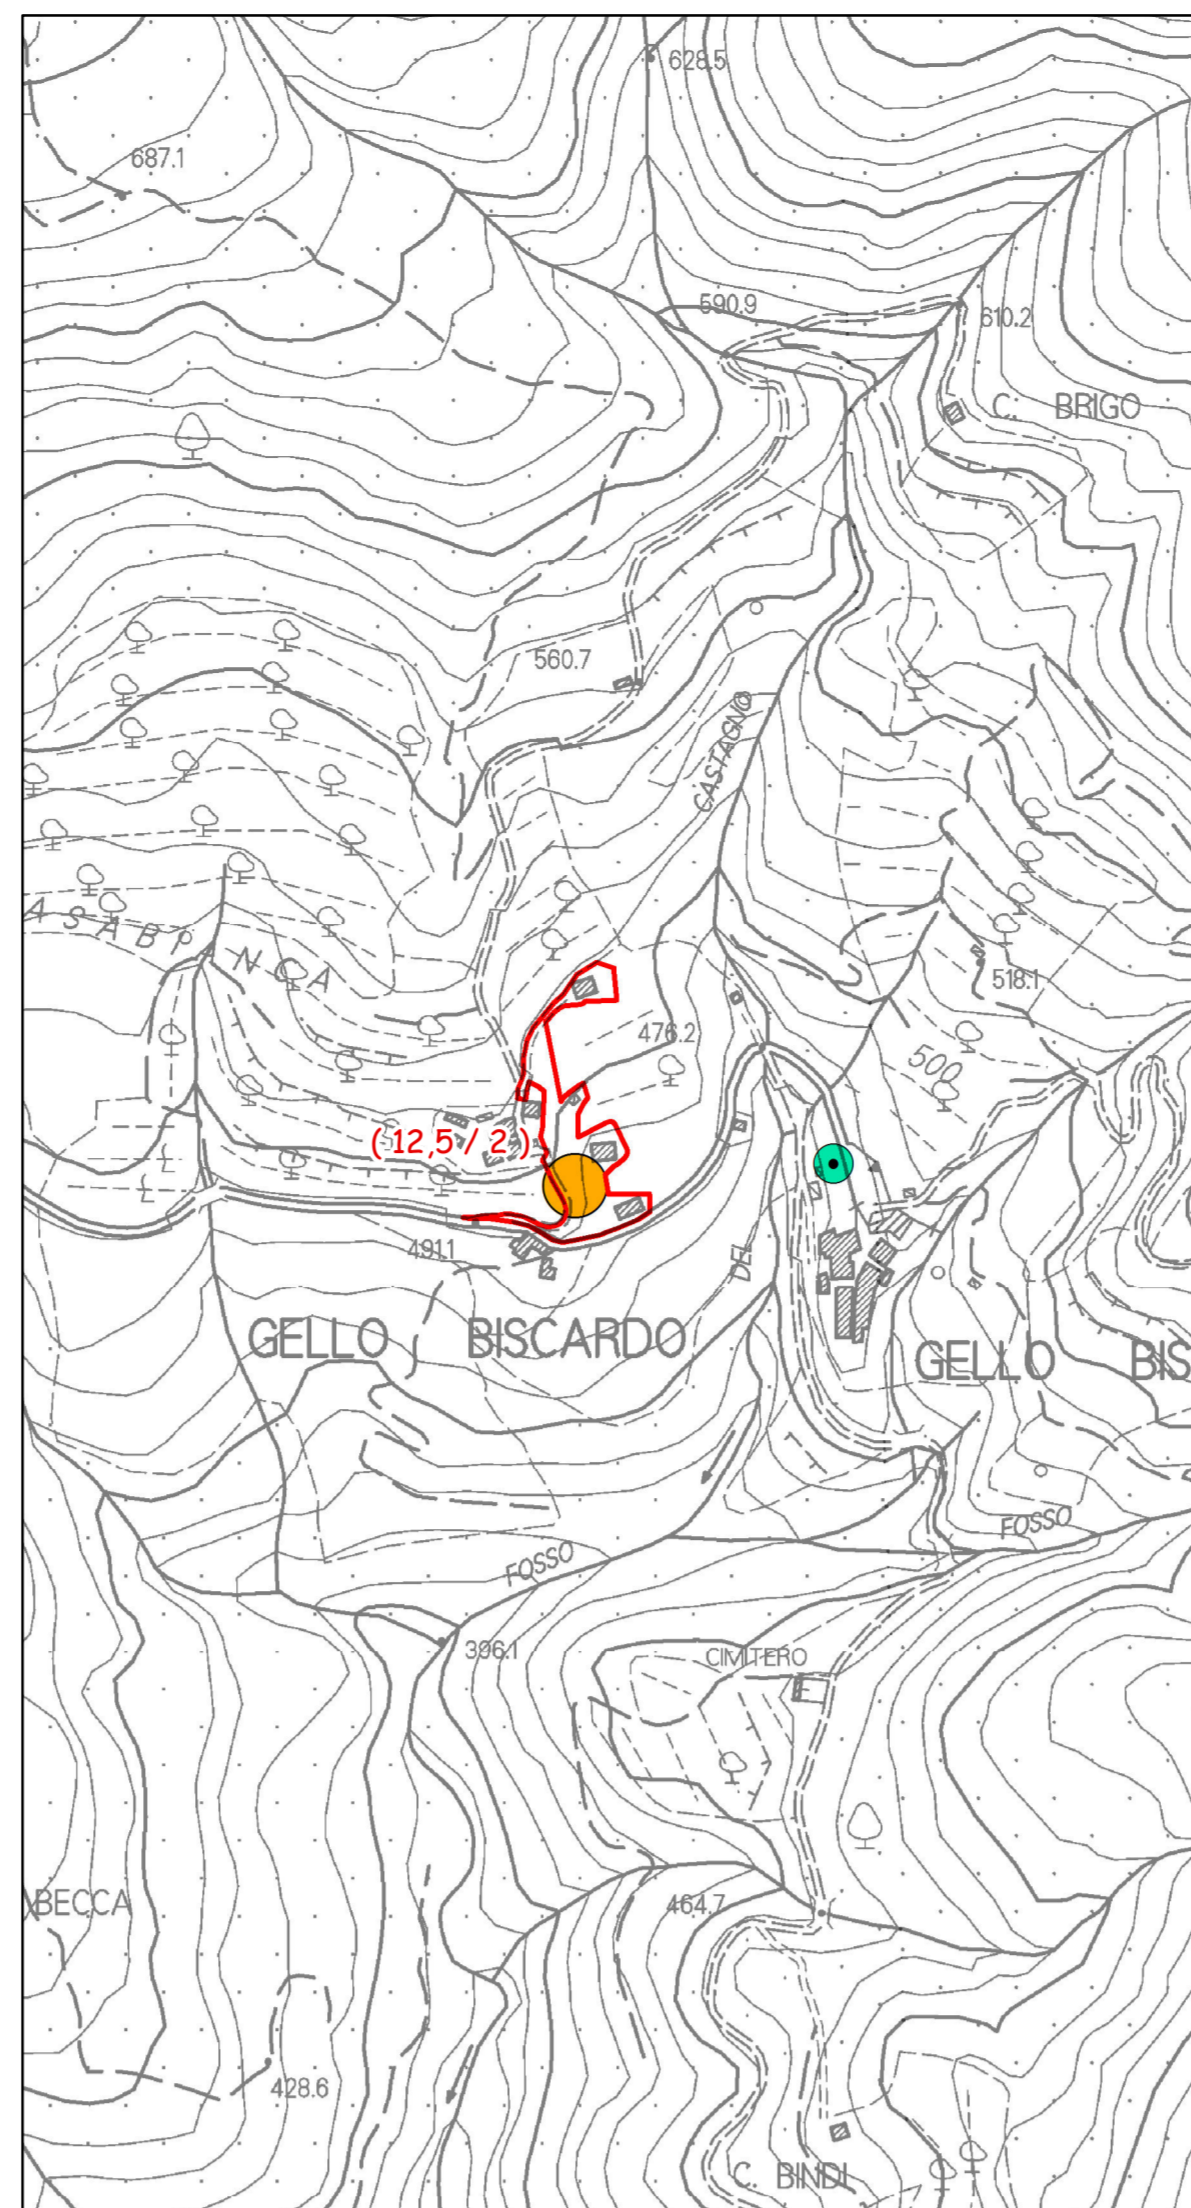 628.5
687.1
590.9
610.2
C. BRIGO
560.7
CASTAGNO
ASABI
NCA
518.1
476.2
500
( 12,5 / 2 )
491.1
DEL
GELLO BISCARDO
GELLO BIS
FOSSO
FOSSO
396.1
CIMITERO
BECCA
464.7
428.6
C. BINDI